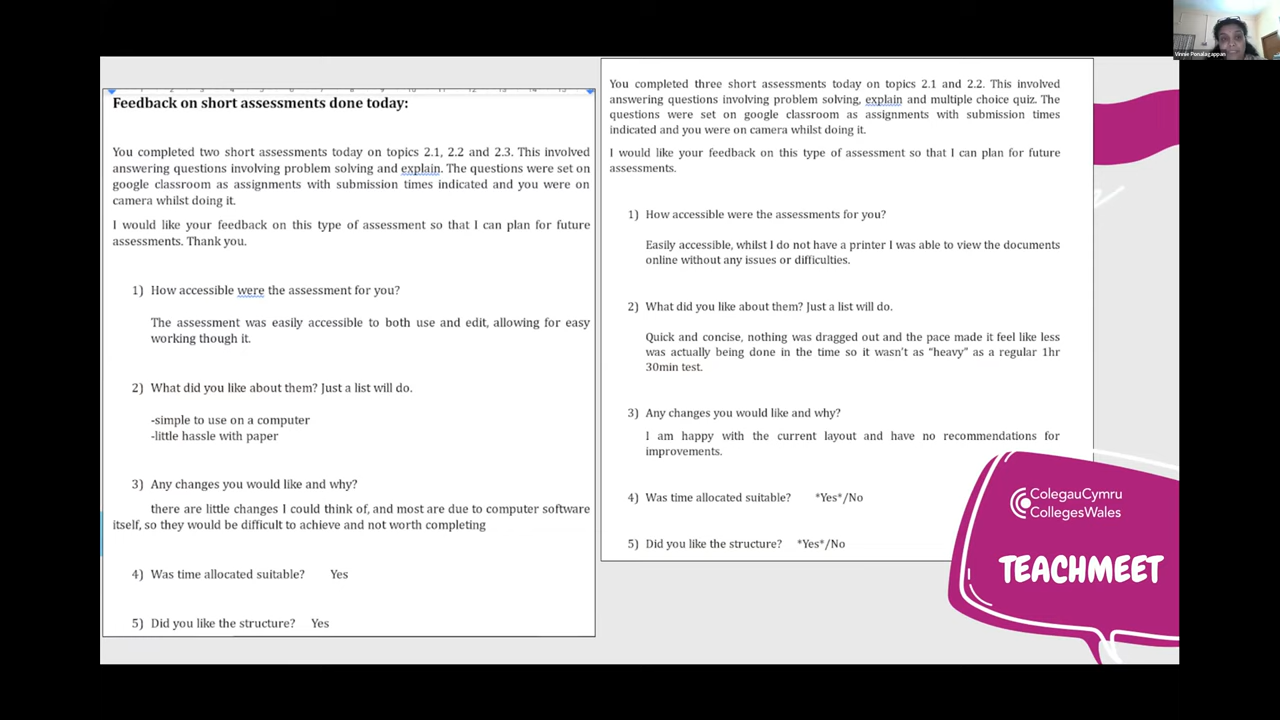 Feedback on short assessments done today:
You completed two short assessments today on topics 2.1, 2.2 and 2.3. This involved
answering questions involving problem solving and explain. The questions were set on
google classroom as assignments with submission times indicated and you were on
camera whilst doing it.
I would like your feedback on this type of assessment so that I can plan for future
assessments. Thank you.
1) How accessible were the assessment for you?
The assessment was easily accessible to both use and edit, allowing for easy
working though it.
2) What did you like about them? Just a list will do.
-simple to use on a computer
-little hassle with paper
3) Any changes you would like and why?
there are little changes I could think of, and most are due to computer software
itself, so they would be difficult to achieve and not worth completing
4) Was time allocated suitable? Yes
5) Did you like the structure? Yes
You completed three short assessments today on topics 2.1 and 2.2. This involved
answering questions involving problem solving, explain and multiple choice quiz. The
questions were set on google classroom as assignments with submission times
indicated and you were on camera whilst doing it.
I would like your feedback on this type of assessment so that I can plan for future
assessments.
1) How accessible were the assessments for you?
Easily accessible, whilst I do not have a printer I was able to view the documents
online without any issues or difficulties.
2) What did you like about them? Just a list will do.
Quick and concise, nothing was dragged out and the pace made it feel like less
was actually being done in the time so it wasn't as “heavy” as a regular 1hr
30min test.
3) Any changes you would like and why?
I am happy with the current layout and have no recommendations for
improvements.
4) Was time allocated suitable? *Yes*/No
5) Did you like the structure? *Yes*/No
ColegauCymru
CollegesWales
TEACHMEET
Vinnie Ponalagappan